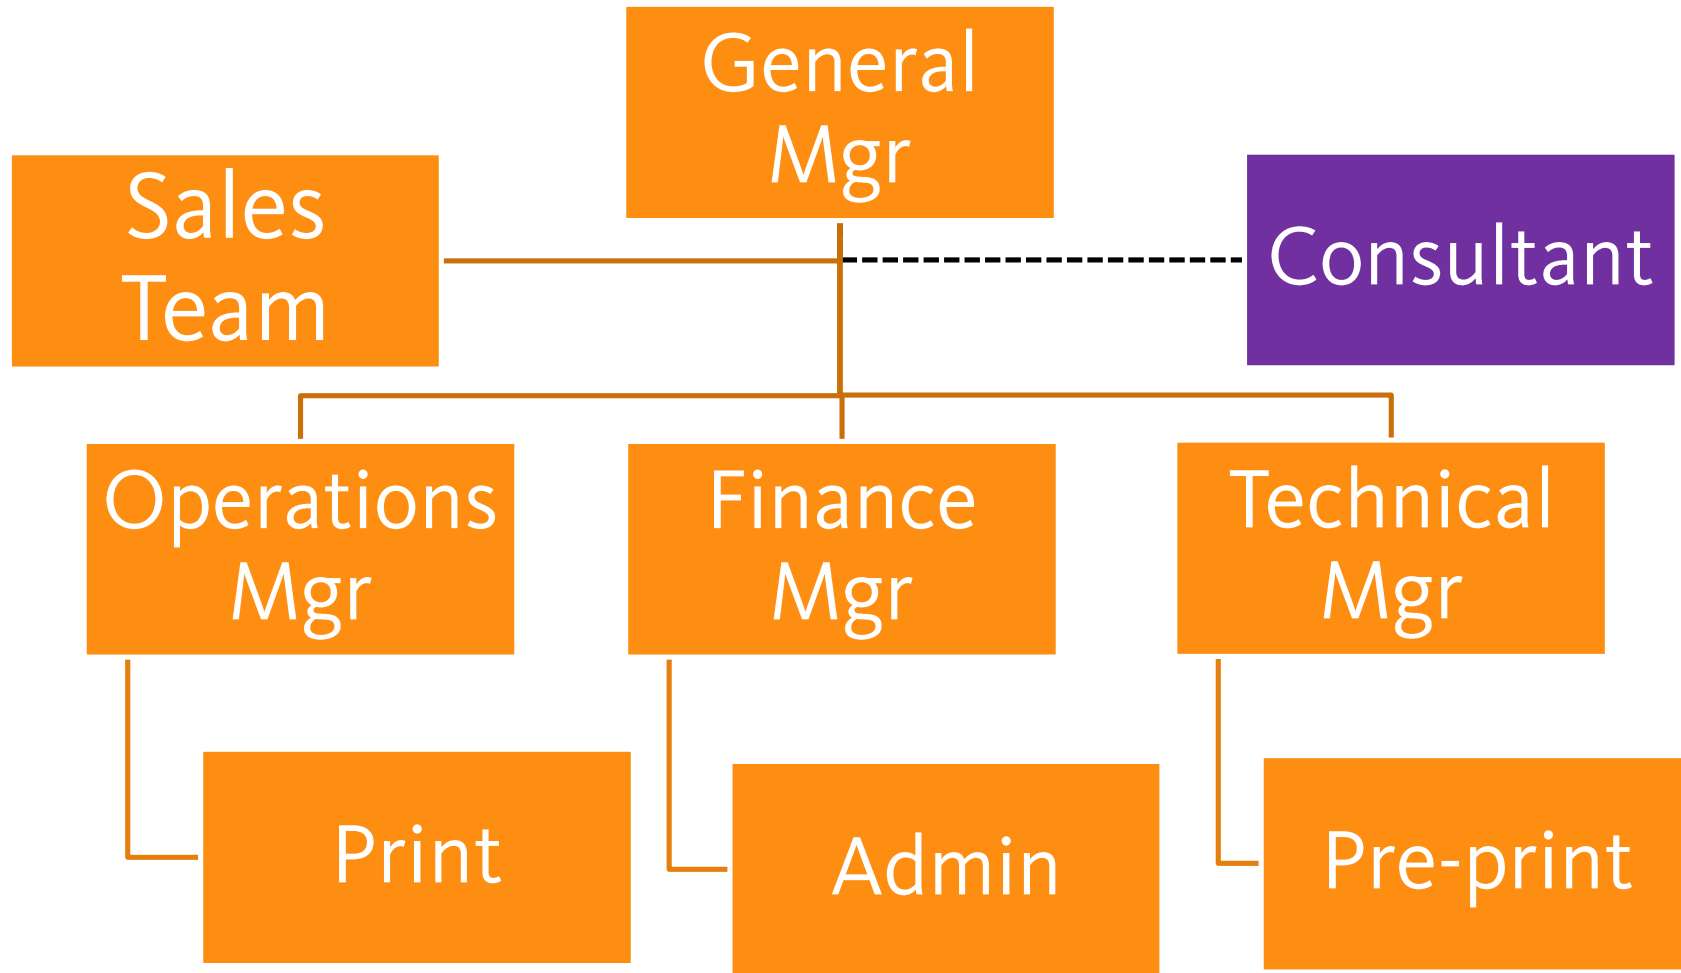 General
Mgr
Sales
Team
Consultant
Operations
Mgr
Finance
Mgr
Technical
Mgr
Print
Admin
Pre-print